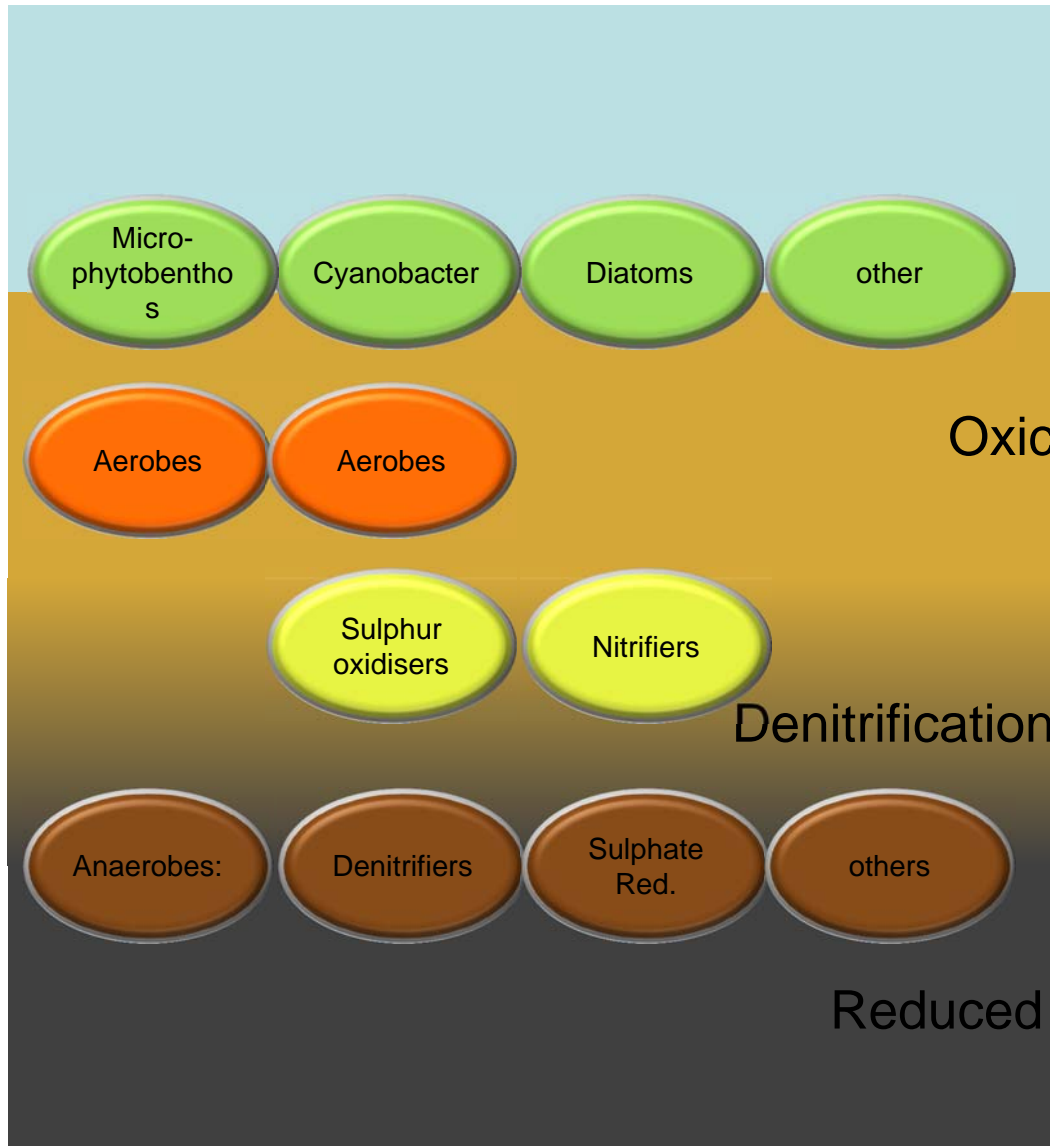 Micro-
phytobentho
s
Cyanobacter
Diatoms
other
Oxic
Aerobes
Aerobes
Sulphur
oxidisers
Nitrifiers
Denitrification
Anaerobes:
Denitrifiers
Sulphate
Red.
others
Reduced